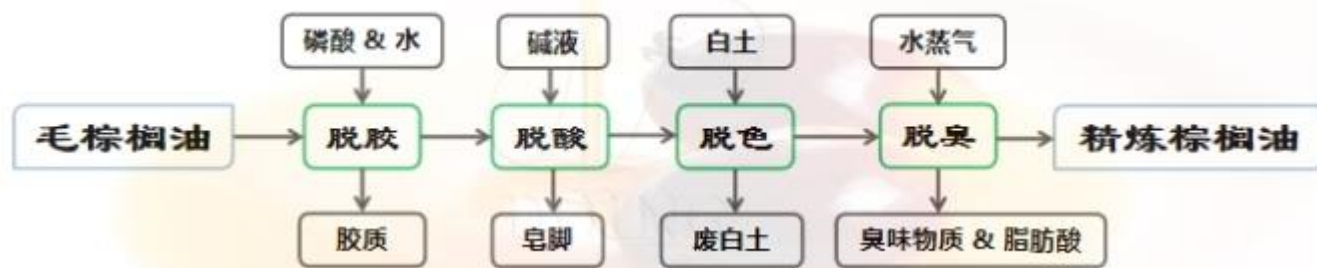 磷酸 & 水
碱液
白土
水蒸气
毛棕榈油
脱胶
脱酸
脱色
脱臭
精炼棕榈油
胶质
皂脚
废白土
臭味物质 & 脂肪酸